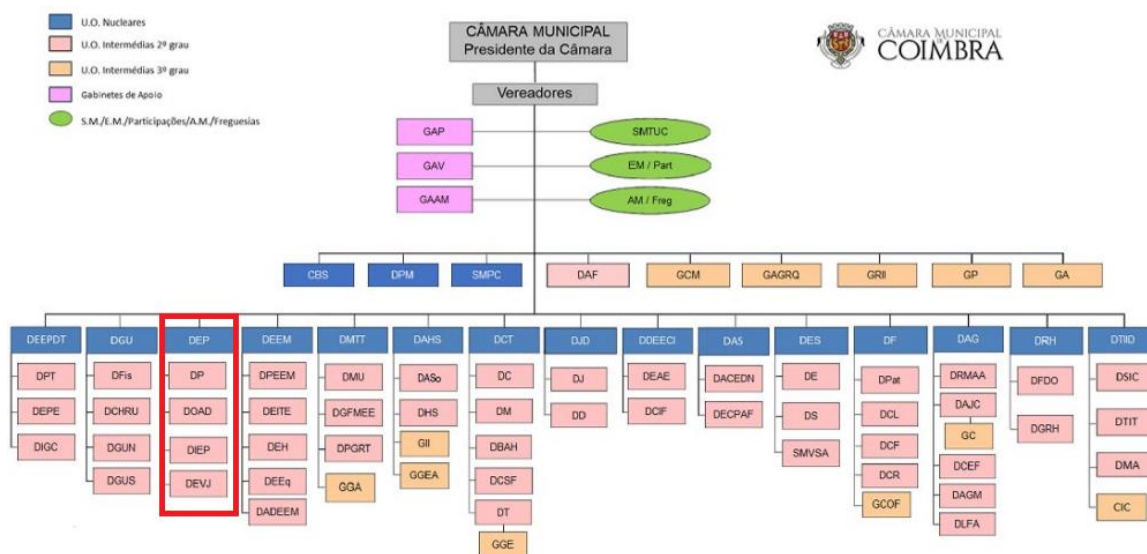 U.O. Nucleares
U.O. Intermédias 2º grau
U.O. Intermédias 3º grau
Gabinetes de Apoio
S.M./E.M./Participações/A.M./Freguesias
CÂMARA MUNICIPAL
Presidente da Câmara
CÂMARA MUNICIPAL
DE
COIMBRA
Vereadores
GAP SMTUC
GAV EM / Part
GAAM AM / Freg
CBS DPM SMPC DAF GCM GAGRQ GRII GP GA
DEEPDT DGU DEP DEEM DMTT DAHS DCT DJD DDEECI DAS DES DF DAG DRH DTIID
DPT
DEPE
DIGC
DFis
DCHRU
DGUN
DGUS
DP
DOAD
DIEP
DEVJ
DPEEM
DEITE
DEH
DEEq
DADEEM
DMU
DGFMEE
DPGRT
GGA
DASo
DHS
GII
GGEA
DC
DM
DBAH
DCSF
DT
GGE
DJ
DD
DEAE
DCIF
DACEDN
DECPAF
DE
DS
SMVSA
DPat
DCL
DCF
DCR
GCOF
DRMAA
DAJC
GC
DCEF
DAGM
DLFA
DFDO
DGRH
DSIC
DTIT
DMA
CIC